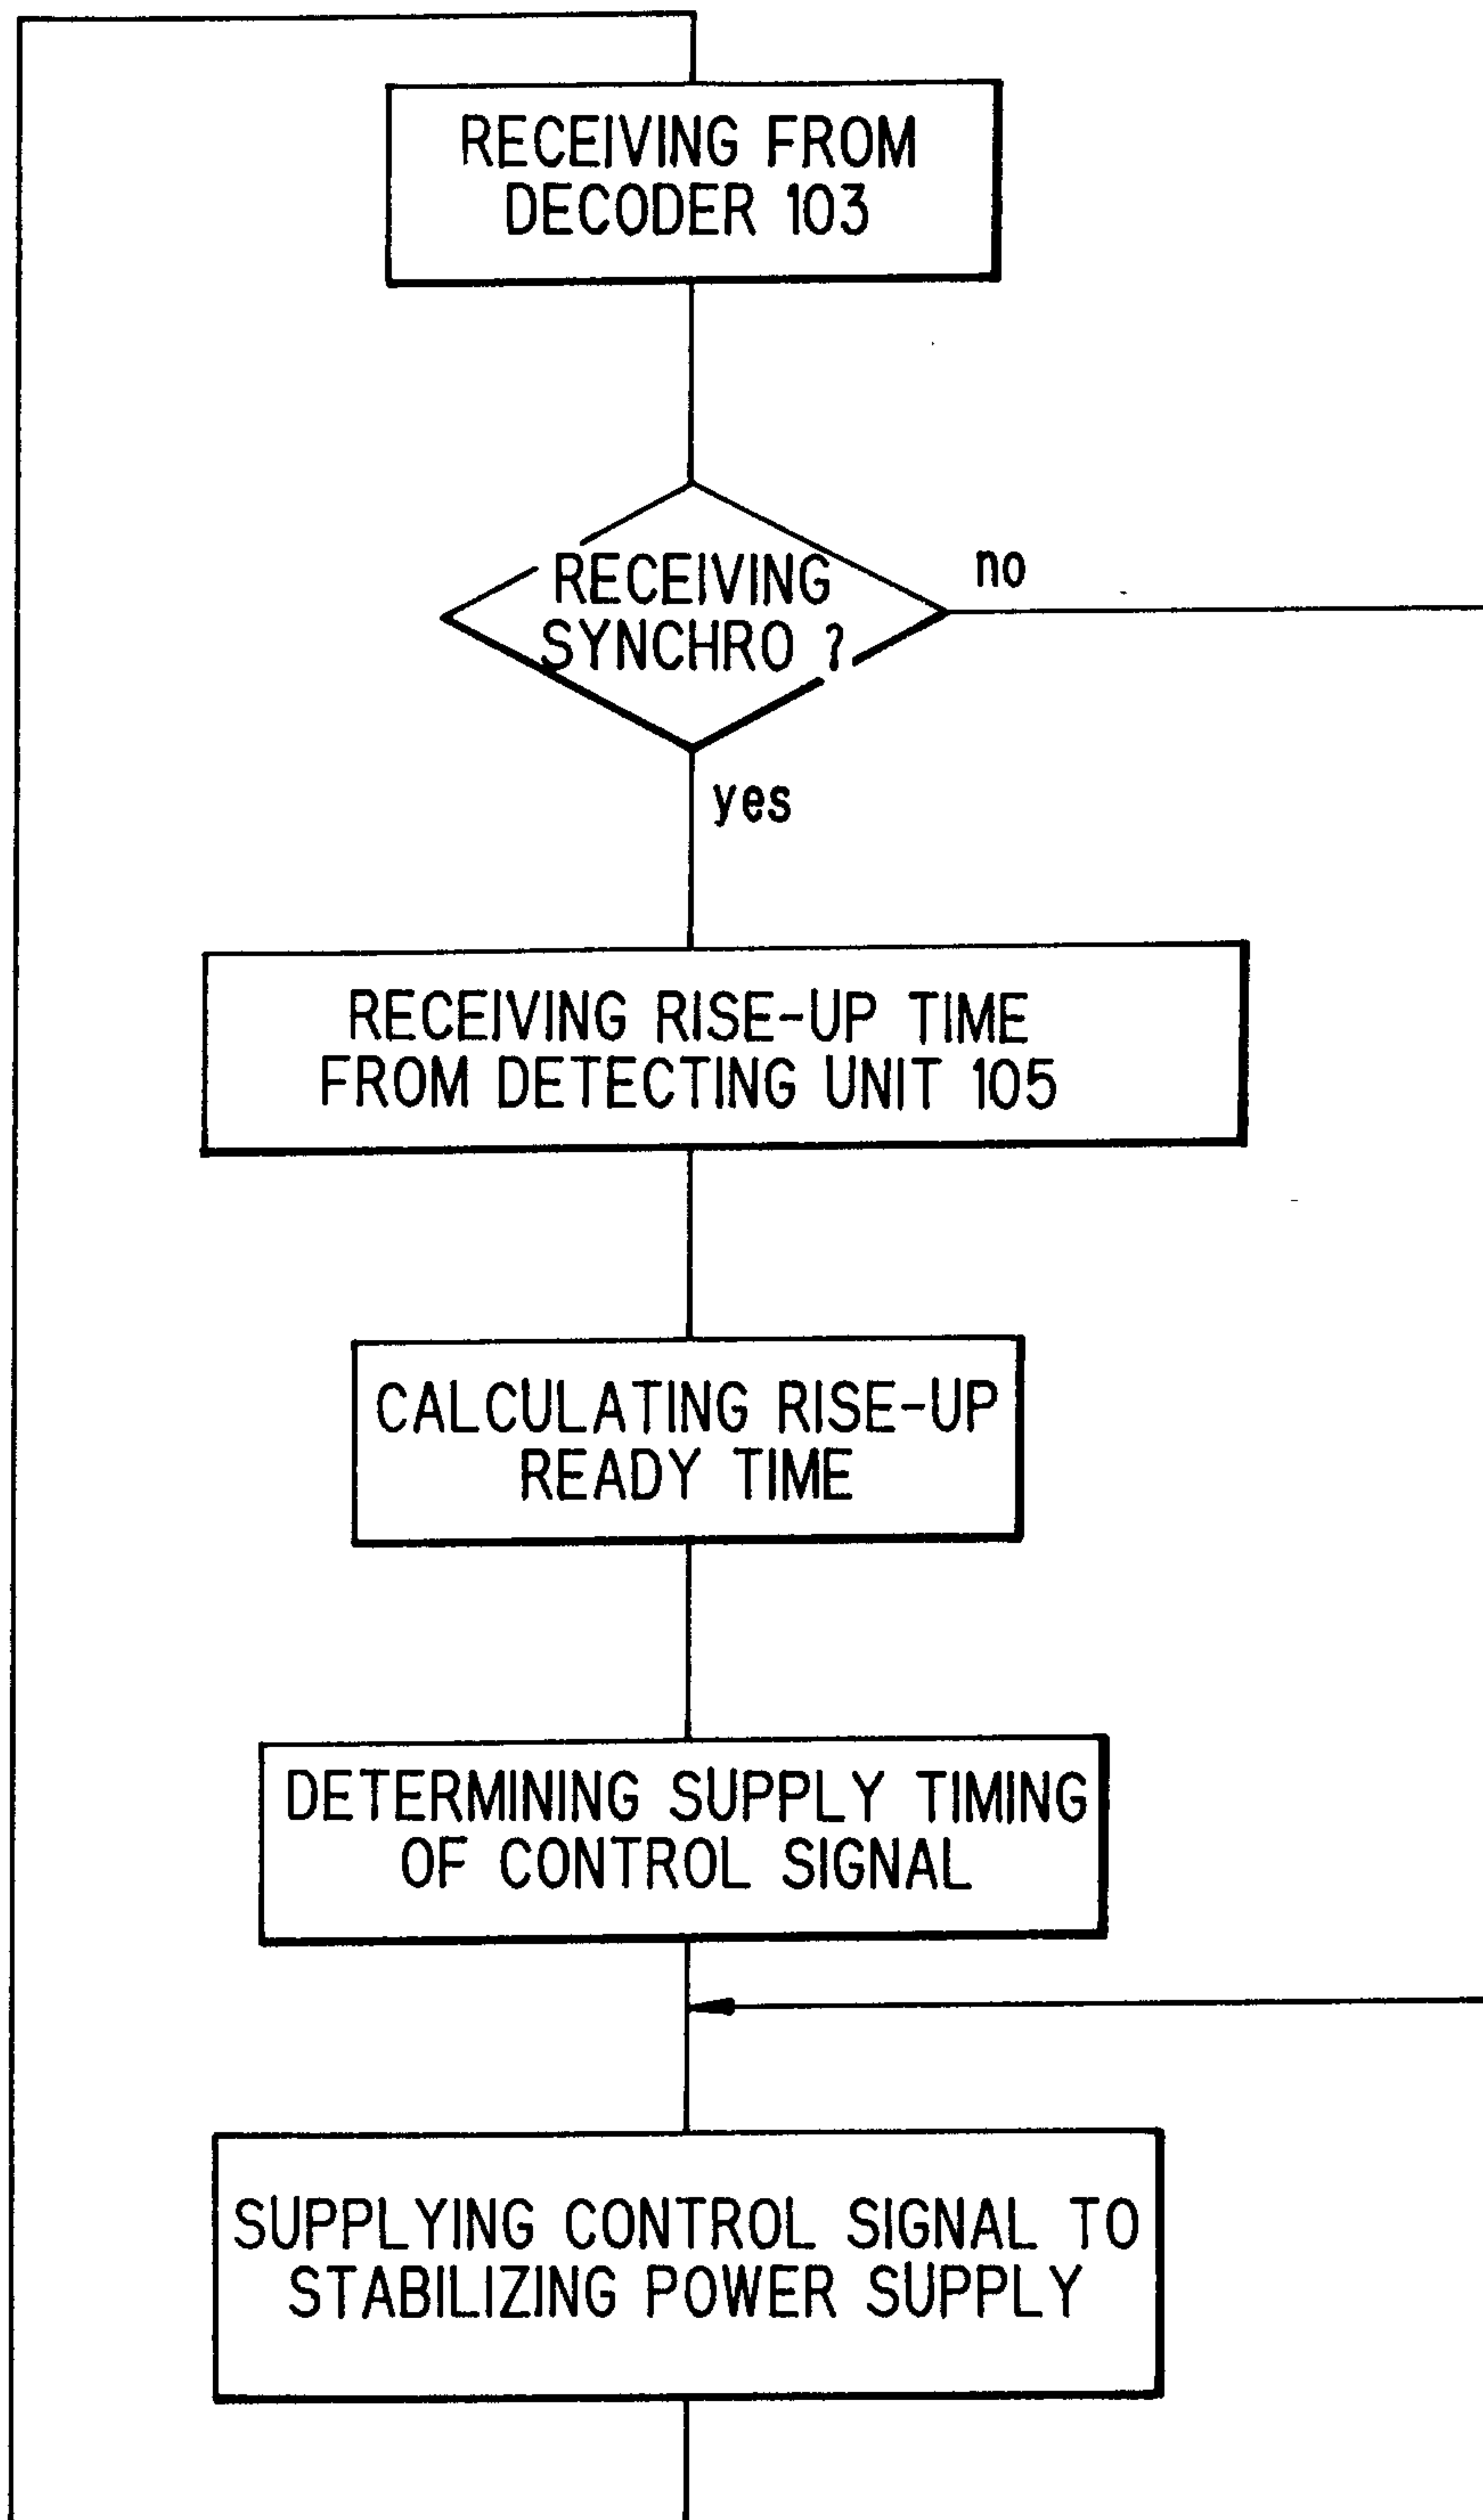 RECEIVING FROM
DECODER 103
RECEIVING
SYNCHRO ?
no
yes
RECEIVING RISE-UP TIME
FROM DETECTING UNIT 105
CALCULATING RISE-UP
READY TIME
DETERMINING SUPPLY TIMING
OF CONTROL SIGNAL
SUPPLYING CONTROL SIGNAL TO
STABILIZING POWER SUPPLY